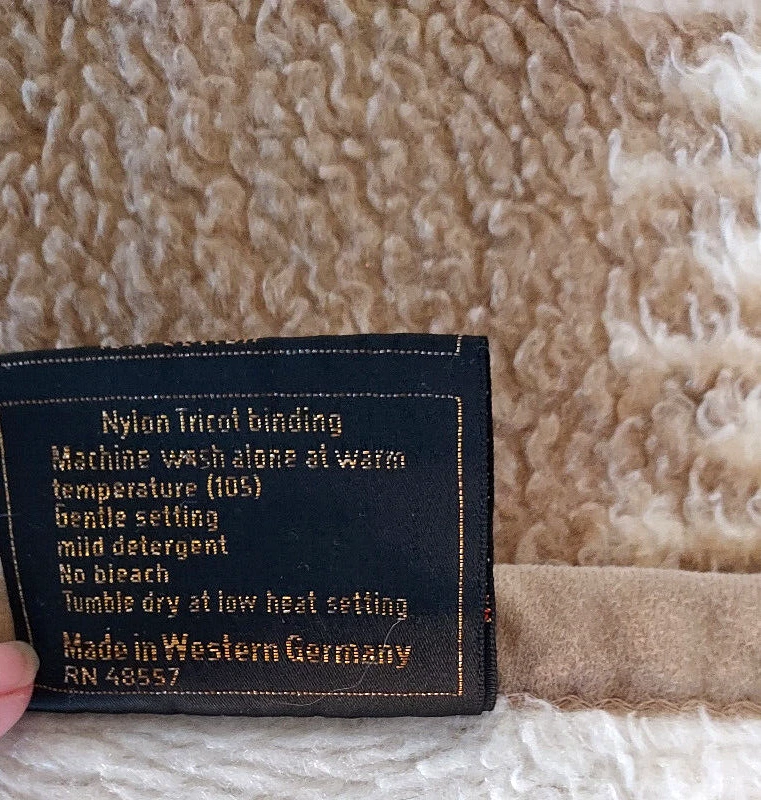 Nylon Tricot binding
Machine wash alone at warm
temperature (105)
Gentle setting
mild detergent
No bleach
Tumble dry at low heat setting
Made in Western Germany
RN 48557